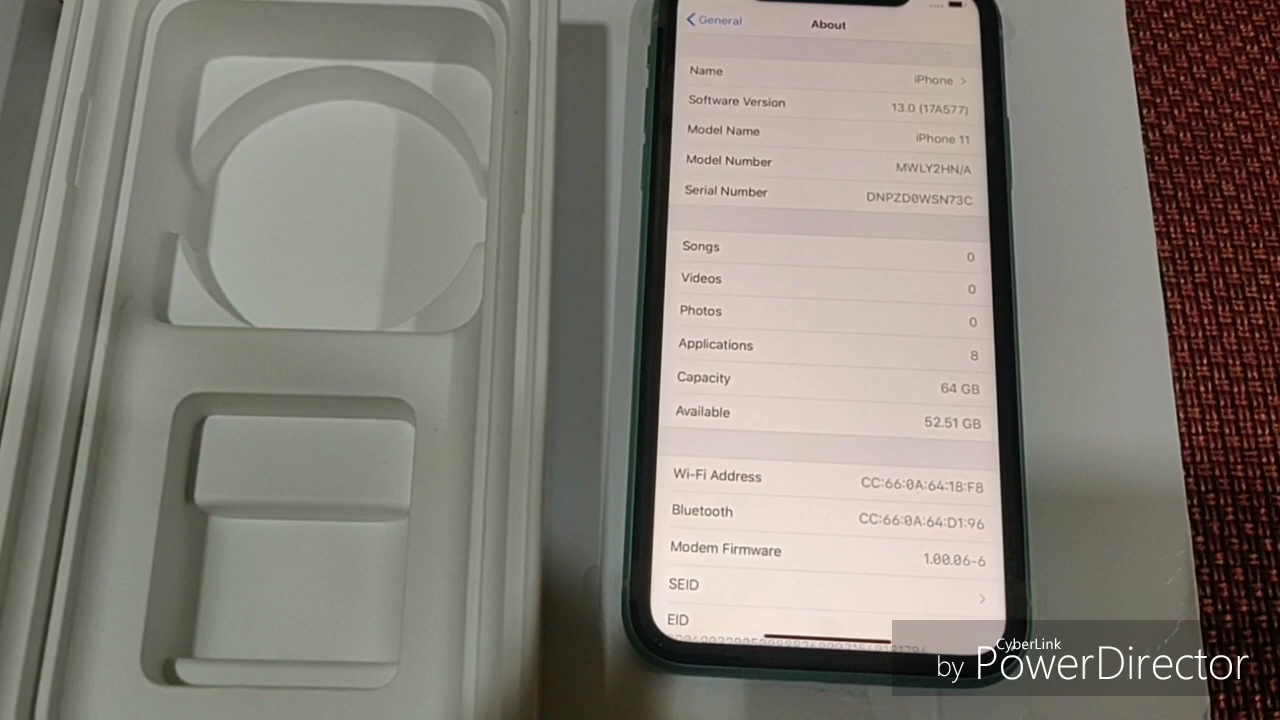 General
About
Name iPhone
Software Version 13.0 (17A577)
Model Name iPhone 11
Model Number MWLY2HN/A
Serial Number DNPZD0WSN73C
Songs 0
Videos 0
Photos 0
Applications 8
Capacity 64 GB
Available 52.51 GB
Wi-Fi Address CC:66:0A:64:18:F8
Bluetooth CC:66:0A:64:D1:96
Modem Firmware 1.00.06-6
SEID
EID
CyberLink
by PowerDirector